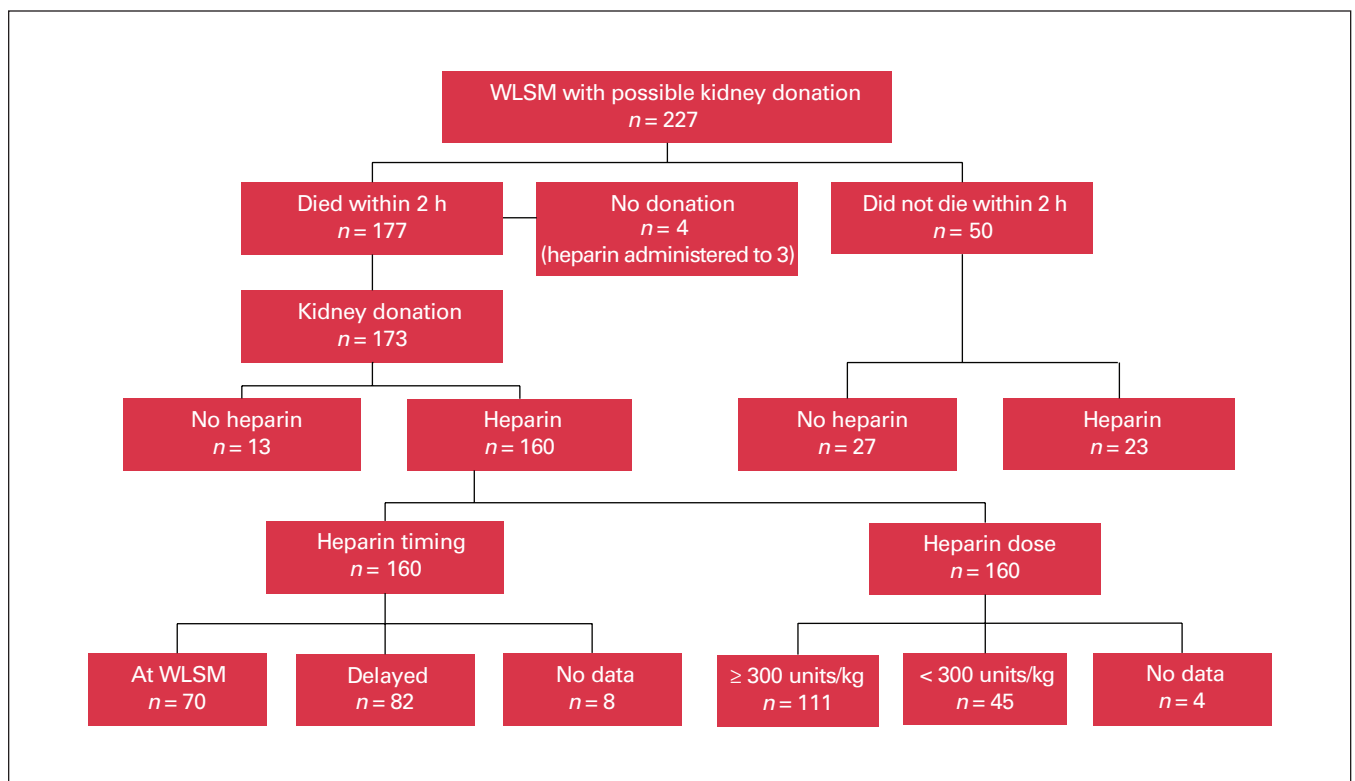 WLSM with possible kidney donation
n = 227
Died within 2 h
n = 177
No donation
n = 4
(heparin administered to 3)
Did not die within 2 h
n = 50
Kidney donation
n = 173
No heparin
n = 13
Heparin
n = 160
No heparin
n = 27
Heparin
n = 23
Heparin timing
n = 160
Heparin dose
n = 160
At WLSM
n = 70
Delayed
n = 82
No data
n = 8
≥ 300 units/kg
n = 111
< 300 units/kg
n = 45
No data
n = 4